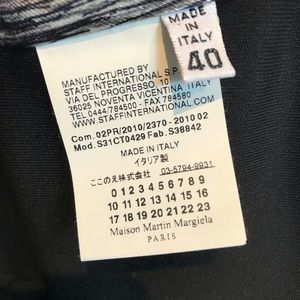 MADE IN
ITALY
40
MANUFACTURED BY
STAFF INTERNATIONAL S.P.
VIA DEL PROGRESSO 10
36025 NOVENTA VICENTINA ITALY
TEL 0444/784500 - FAX 784580
WWW.STAFFINTERNATIONAL.COM
Com. 02PR/2010/2370 - 2010 02
Mod. S31CT0429 Fab. S38842
MADE IN ITALY
イタリア製
ここのえ株式会社 03-5794-9931
0 1 2 3 4 5 6 7 8 9
10 11 12 13 14 15 16
17 18 19 20 21 22 23
Maison Martin Margiela
PARIS